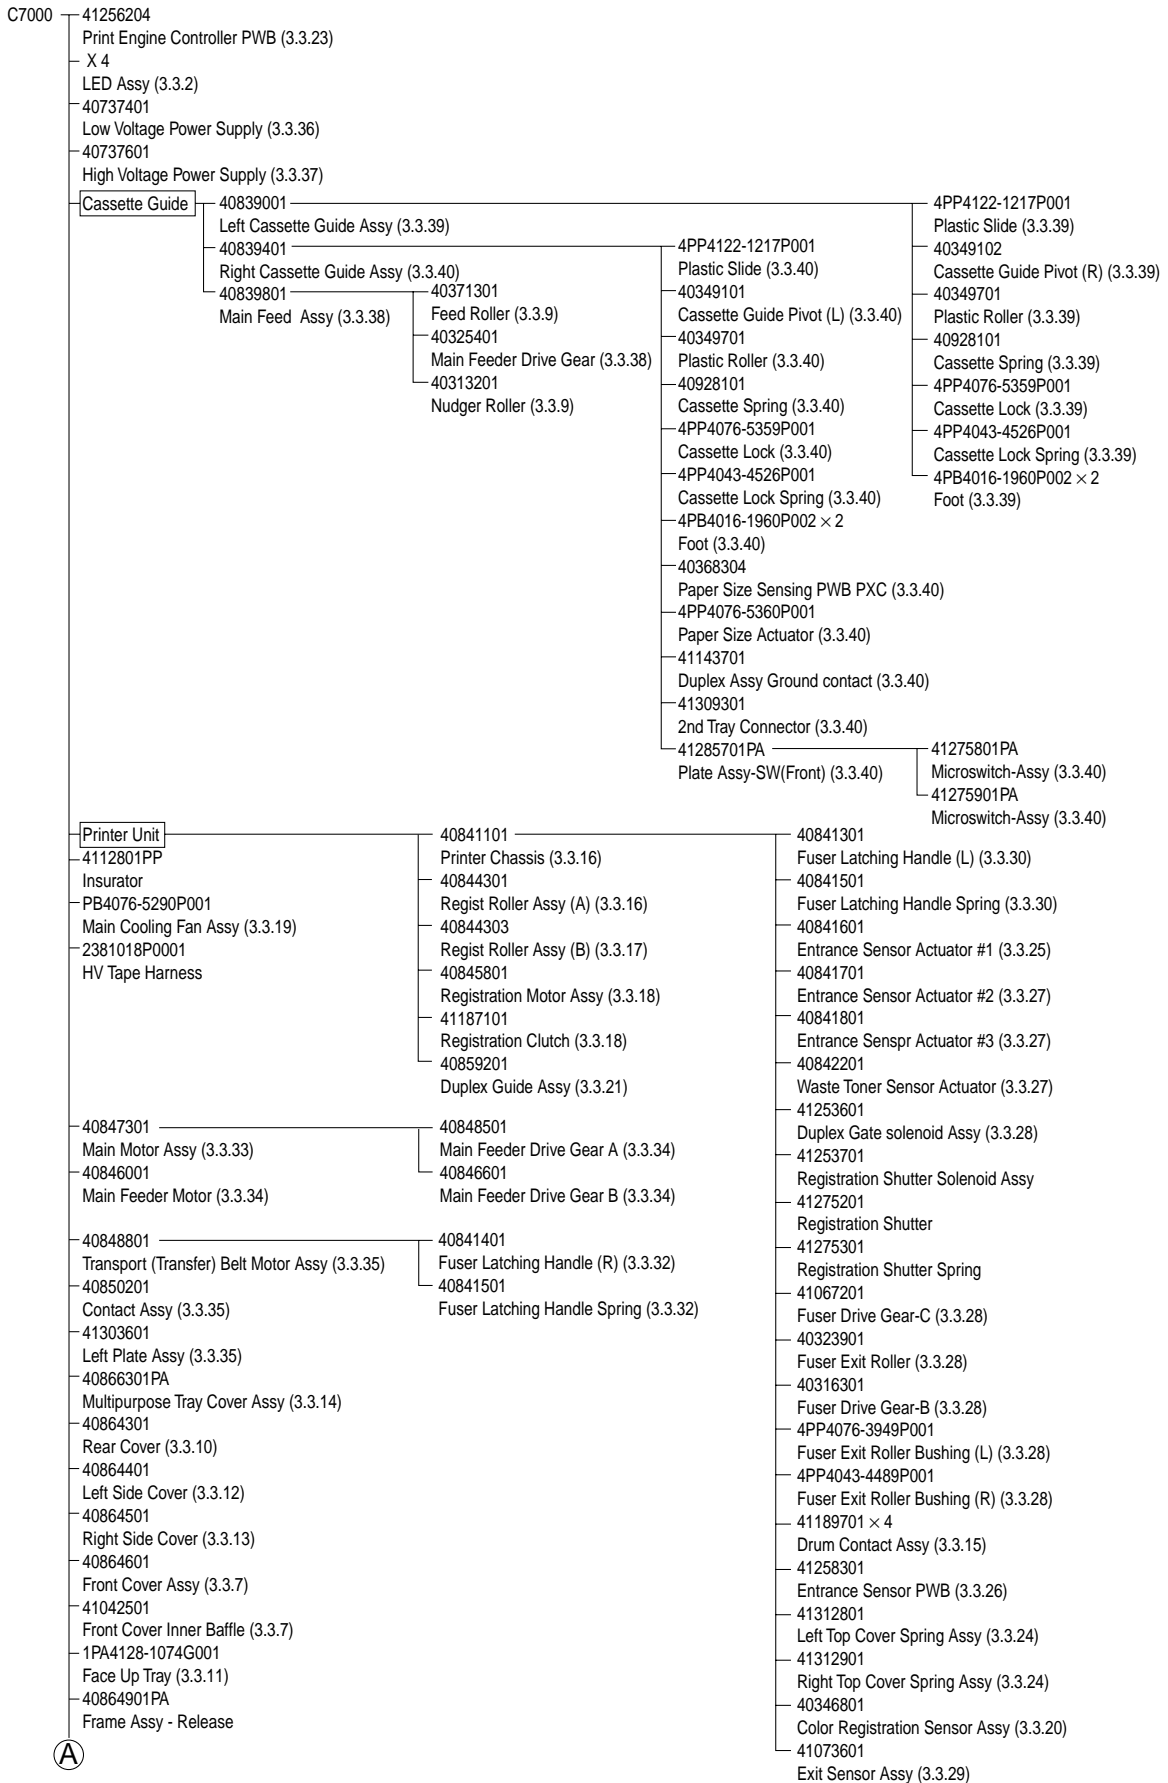 C7000
41256204
Print Engine Controller PWB (3.3.23)
X 4
LED Assy (3.3.2)
40737401
Low Voltage Power Supply (3.3.36)
40737601
High Voltage Power Supply (3.3.37)
Cassette Guide
40839001
Left Cassette Guide Assy (3.3.39)
40839401
Right Cassette Guide Assy (3.3.40)
40839801
Main Feed Assy (3.3.38)
40371301
Feed Roller (3.3.9)
40325401
Main Feeder Drive Gear (3.3.38)
40313201
Nudger Roller (3.3.9)
4PP4122-1217P001
Plastic Slide (3.3.40)
40349101
Cassette Guide Pivot (L) (3.3.40)
40349701
Plastic Roller (3.3.40)
40928101
Cassette Spring (3.3.40)
4PP4076-5359P001
Cassette Lock (3.3.40)
4PP4043-4526P001
Cassette Lock Spring (3.3.40)
4PB4016-1960P002 × 2
Foot (3.3.40)
40368304
Paper Size Sensing PWB PXC (3.3.40)
4PP4076-5360P001
Paper Size Actuator (3.3.40)
41143701
Duplex Assy Ground contact (3.3.40)
41309301
2nd Tray Connector (3.3.40)
41285701PA
Plate Assy-SW(Front) (3.3.40)
4PP4122-1217P001
Plastic Slide (3.3.39)
40349102
Cassette Guide Pivot (R) (3.3.39)
40349701
Plastic Roller (3.3.39)
40928101
Cassette Spring (3.3.39)
4PP4076-5359P001
Cassette Lock (3.3.39)
4PP4043-4526P001
Cassette Lock Spring (3.3.39)
4PB4016-1960P002 × 2
Foot (3.3.39)
41275801PA
Microswitch-Assy (3.3.40)
41275901PA
Microswitch-Assy (3.3.40)
Printer Unit
4112801PP
Insurator
PB4076-5290P001
Main Cooling Fan Assy (3.3.19)
2381018P0001
HV Tape Harness
40841101
Printer Chassis (3.3.16)
40844301
Regist Roller Assy (A) (3.3.16)
40844303
Regist Roller Assy (B) (3.3.17)
40845801
Registration Motor Assy (3.3.18)
41187101
Registration Clutch (3.3.18)
40859201
Duplex Guide Assy (3.3.21)
40841301
Fuser Latching Handle (L) (3.3.30)
40841501
Fuser Latching Handle Spring (3.3.30)
40841601
Entrance Sensor Actuator #1 (3.3.25)
40841701
Entrance Sensor Actuator #2 (3.3.27)
40841801
Entrance Senspr Actuator #3 (3.3.27)
40842201
Waste Toner Sensor Actuator (3.3.27)
41253601
Duplex Gate solenoid Assy (3.3.28)
41253701
Registration Shutter Solenoid Assy
41275201
Registration Shutter
41275301
Registration Shutter Spring
41067201
Fuser Drive Gear-C (3.3.28)
40323901
Fuser Exit Roller (3.3.28)
40316301
Fuser Drive Gear-B (3.3.28)
4PP4076-3949P001
Fuser Exit Roller Bushing (L) (3.3.28)
4PP4043-4489P001
Fuser Exit Roller Bushing (R) (3.3.28)
41189701 × 4
Drum Contact Assy (3.3.15)
41258301
Entrance Sensor PWB (3.3.26)
41312801
Left Top Cover Spring Assy (3.3.24)
41312901
Right Top Cover Spring Assy (3.3.24)
40346801
Color Registration Sensor Assy (3.3.20)
41073601
Exit Sensor Assy (3.3.29)
40847301
Main Motor Assy (3.3.33)
40846001
Main Feeder Motor (3.3.34)
40848501
Main Feeder Drive Gear A (3.3.34)
40846601
Main Feeder Drive Gear B (3.3.34)
40848801
Transport (Transfer) Belt Motor Assy (3.3.35)
40850201
Contact Assy (3.3.35)
41303601
Left Plate Assy (3.3.35)
40866301PA
Multipurpose Tray Cover Assy (3.3.14)
40864301
Rear Cover (3.3.10)
40864401
Left Side Cover (3.3.12)
40864501
Right Side Cover (3.3.13)
40864601
Front Cover Assy (3.3.7)
41042501
Front Cover Inner Baffle (3.3.7)
1PA4128-1074G001
Face Up Tray (3.3.11)
40864901PA
Frame Assy - Release
40841401
Fuser Latching Handle (R) (3.3.32)
40841501
Fuser Latching Handle Spring (3.3.32)
A